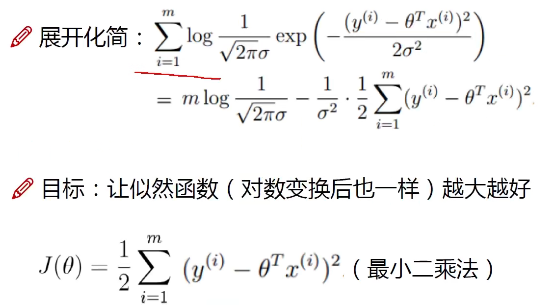 展开化简：$\sum_{i=1}^{m} \log \frac{1}{\sqrt{2\pi}\sigma} \exp\left(-\frac{(y^{(i)} - \theta^T x^{(i)})^2}{2\sigma^2}\right)$
$= m \log \frac{1}{\sqrt{2\pi}\sigma} - \frac{1}{\sigma^2} \cdot \frac{1}{2} \sum_{i=1}^{m} (y^{(i)} - \theta^T x^{(i)})^2.$
目标：让似然函数（对数变换后也一样）越大越好
$J(\theta) = \frac{1}{2} \sum_{i=1}^{m} (y^{(i)} - \theta^T x^{(i)})^2$（最小二乘法）